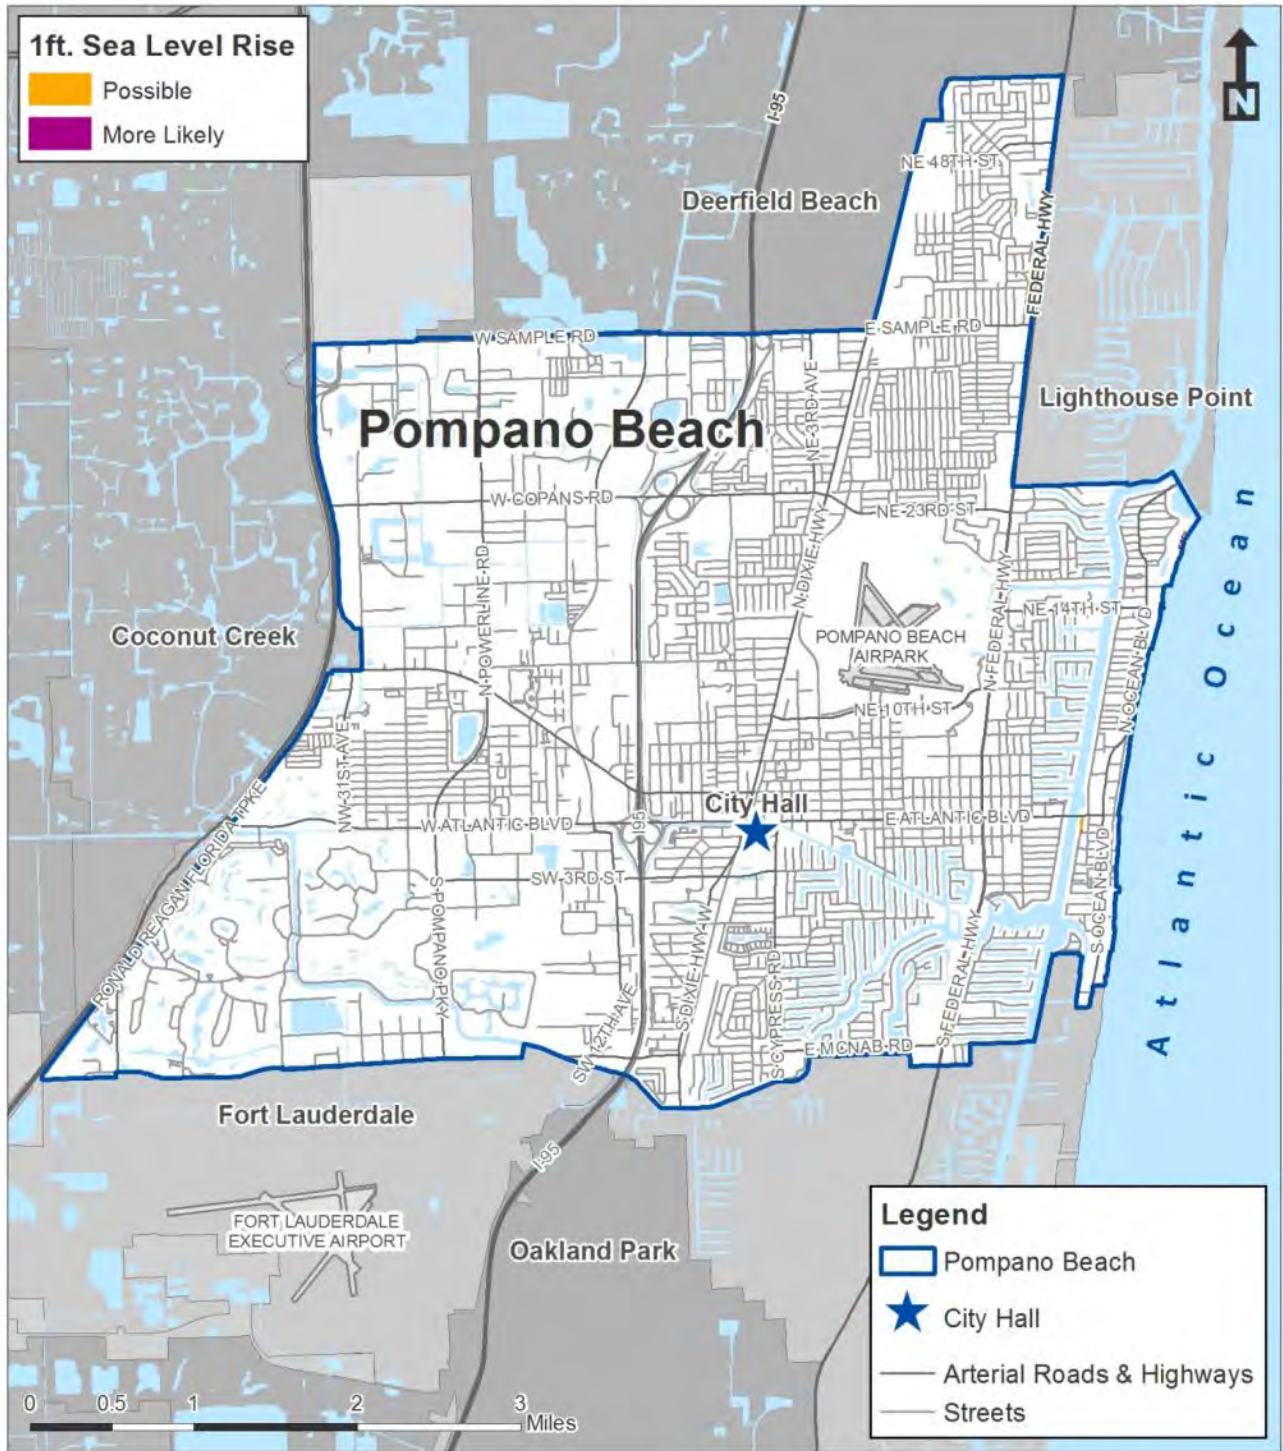 1ft. Sea Level Rise
Possible
More Likely
N
I-95
NE 48TH ST
Deerfield Beach
FEDERAL HWY
W SAMPLE RD
E SAMPLE RD
Lighthouse Point
Pompano Beach
NE 3RD AVE
W COPANS RD
NE 23RD ST
N DIXIE HWY
N POWERLINE RD
N FEDERAL HWY
NE 14TH ST
Coconut Creek
POMPANO BEACH
AIRPARK
N OCEAN BLVD
NE 10TH ST
Atlantic Ocean
NW 31ST AVE
City Hall
W ATLANTIC BLVD
I95
E ATLANTIC BLVD
RONALD REAGAN FLORIDA TPKE
SW 3RD ST
S OCEAN BLVD
S POMPANO PKY
S DIXIE HWY W
S CYPRESS RD
S FEDERAL HWY
SW 12TH AVE
E MCNAB RD
Fort Lauderdale
I-95
FORT LAUDERDALE
EXECUTIVE AIRPORT
Oakland Park
Legend
Pompano Beach
City Hall
Arterial Roads & Highways
Streets
0 0.5 1 2 3
Miles